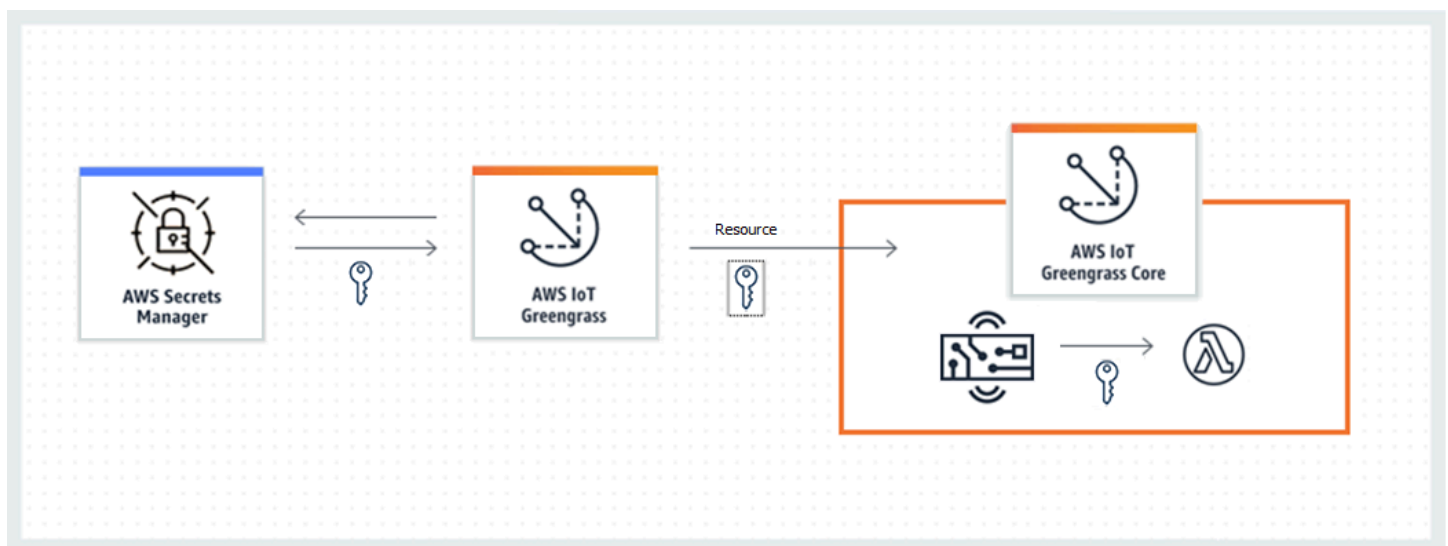 AWS Secrets
Manager
AWS IoT
Greengrass
Resource
AWS IoT
Greengrass Core